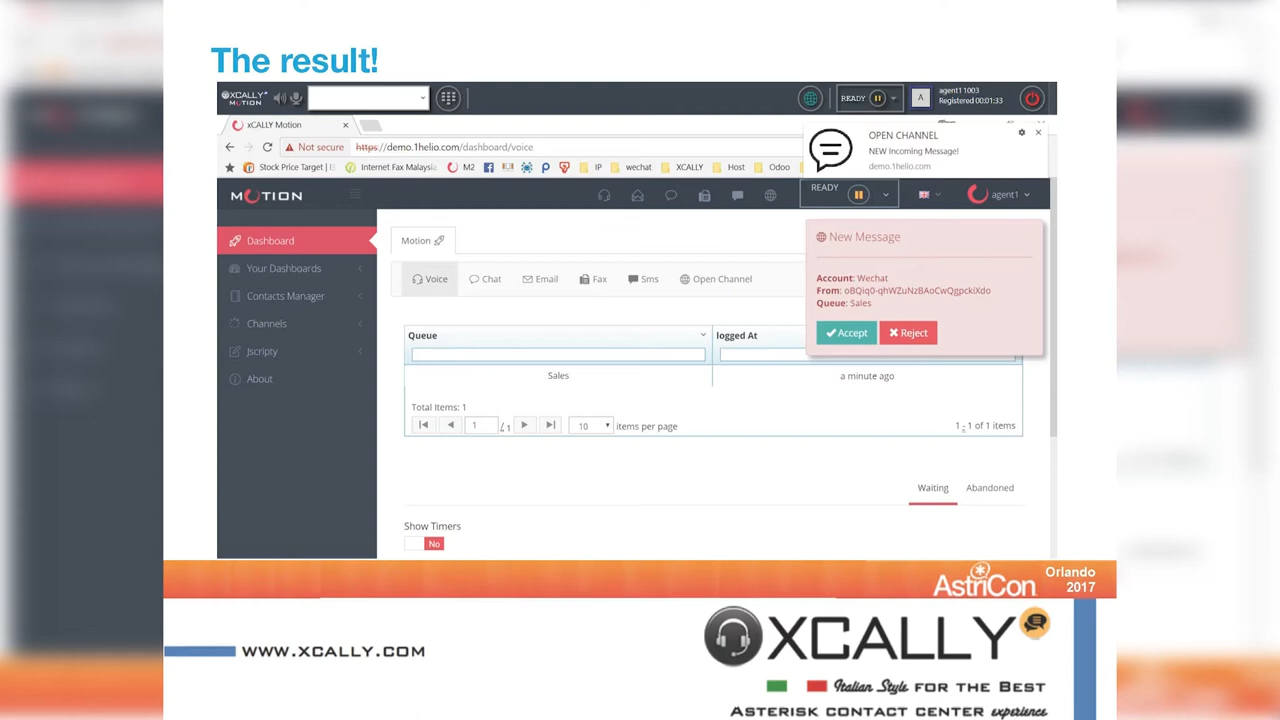 The result!
XCALLY MOTION
READY
A
agent1 1003
Registered 00:01:33
xCALLY Motion
Not secure https://demo.1helio.com/dashboard/voice
OPEN CHANNEL
NEW Incoming Message!
demo.1helio.com
Stock Price Target | S
Internet Fax Malaysia
M2
IP
wechat
XCALLY
Host
Odoo
MOTION
READY
agent1
Dashboard
Your Dashboards
Contacts Manager
Channels
Jscripty
About
Motion
Voice
Chat
Email
Fax
Sms
Open Channel
New Message
Account: Wechat
From: oBQiq0-qhWZuNzBAoCwQgpckiXdo
Queue: Sales
Accept
Reject
Queue
logged At
Sales
a minute ago
Total Items: 1
1 / 1
10
items per page
1 - 1 of 1 items
Waiting
Abandoned
Show Timers
No
AstriCon
Orlando
2017
WWW.XCALLY.COM
XCALLY
Italian Style FOR THE BEST
ASTERISK CONTACT CENTER experience